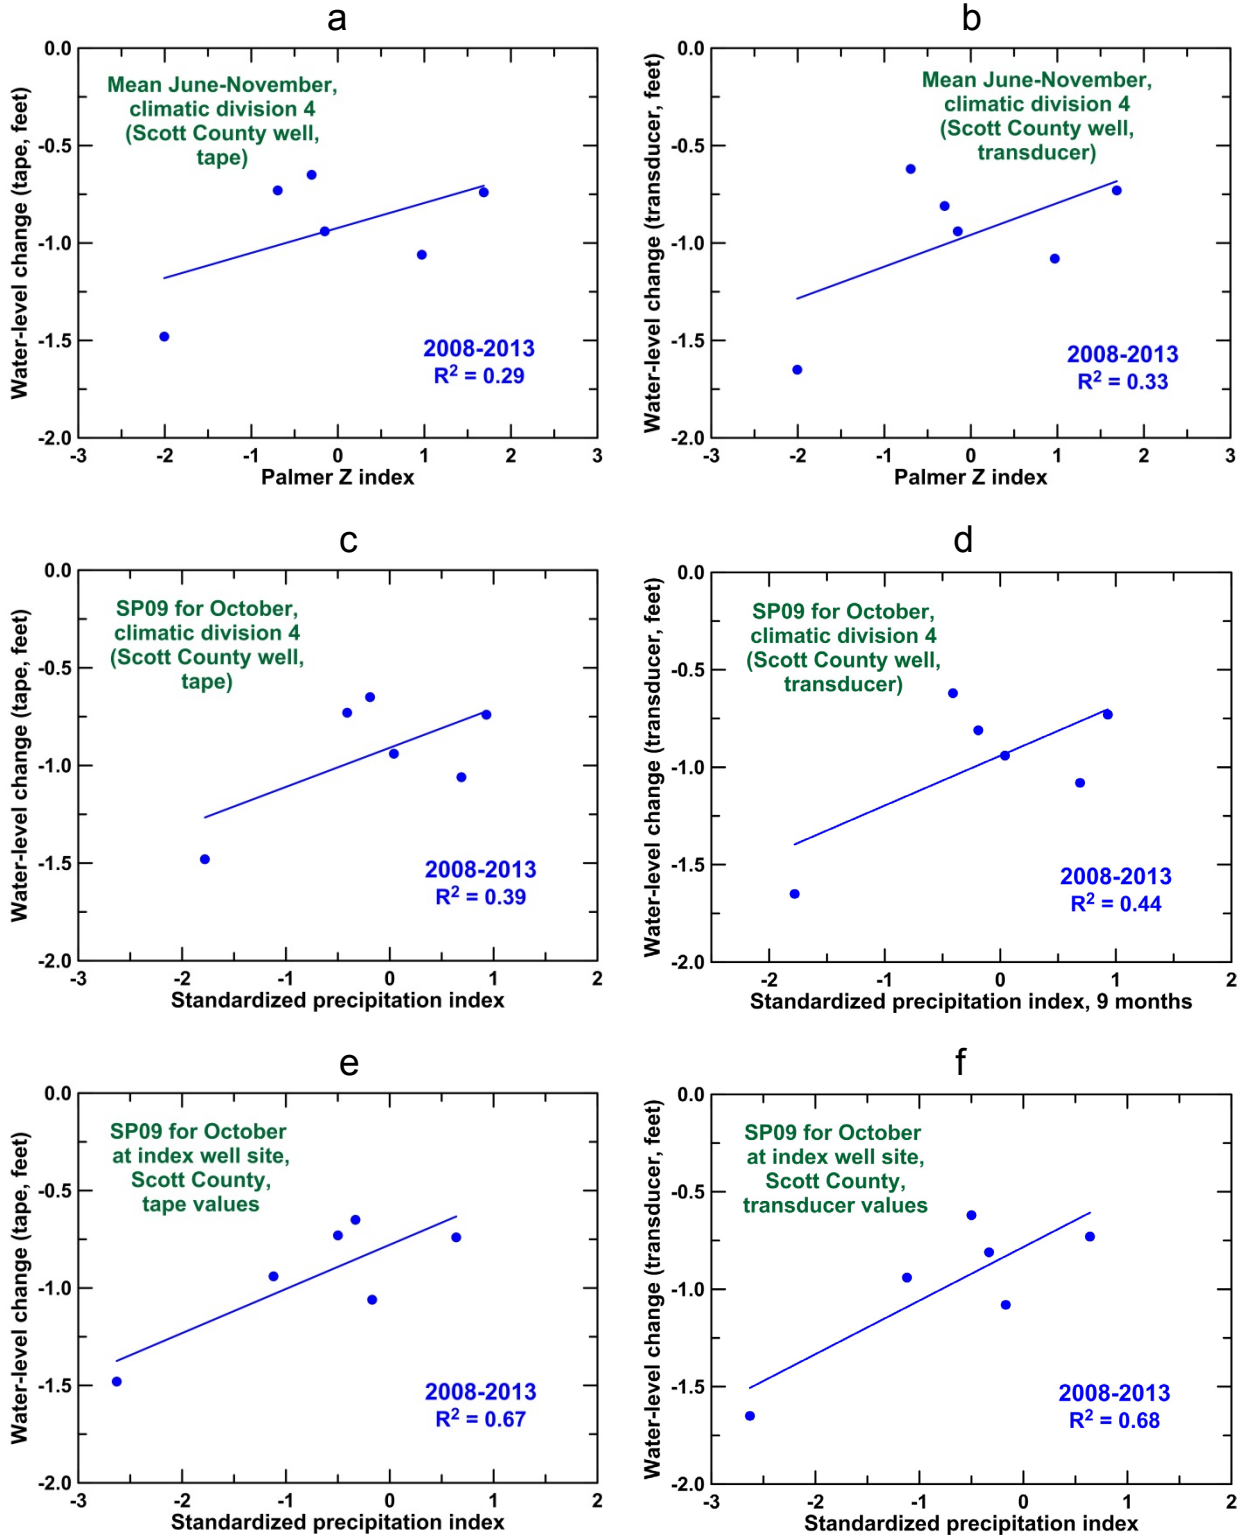 a
0.0
-0.5
-1.0
-1.5
-2.0
Water-level change (tape, feet)
Mean June-November,
climatic division 4
(Scott County well,
tape)
2008-2013
R² = 0.29
-3 -2 -1 0 1 2 3
Palmer Z index
b
0.0
-0.5
-1.0
-1.5
-2.0
Water-level change (transducer, feet)
Mean June-November,
climatic division 4
(Scott County well,
transducer)
2008-2013
R² = 0.33
-3 -2 -1 0 1 2 3
Palmer Z index
c
0.0
-0.5
-1.0
-1.5
-2.0
Water-level change (tape, feet)
SP09 for October,
climatic division 4
(Scott County well,
tape)
2008-2013
R² = 0.39
-3 -2 -1 0 1 2
Standardized precipitation index
d
0.0
-0.5
-1.0
-1.5
-2.0
Water-level change (transducer, feet)
SP09 for October,
climatic division 4
(Scott County well,
transducer)
2008-2013
R² = 0.44
-2 -1 0 1 2
Standardized precipitation index, 9 months
e
0.0
-0.5
-1.0
-1.5
-2.0
Water-level change (tape, feet)
SP09 for October
at index well site,
Scott County,
tape values
2008-2013
R² = 0.67
-3 -2 -1 0 1 2
Standardized precipitation index
f
0.0
-0.5
-1.0
-1.5
-2.0
Water-level change (transducer, feet)
SP09 for October
at index well site,
Scott County,
transducer values
2008-2013
R² = 0.68
-3 -2 -1 0 1 2
Standardized precipitation index